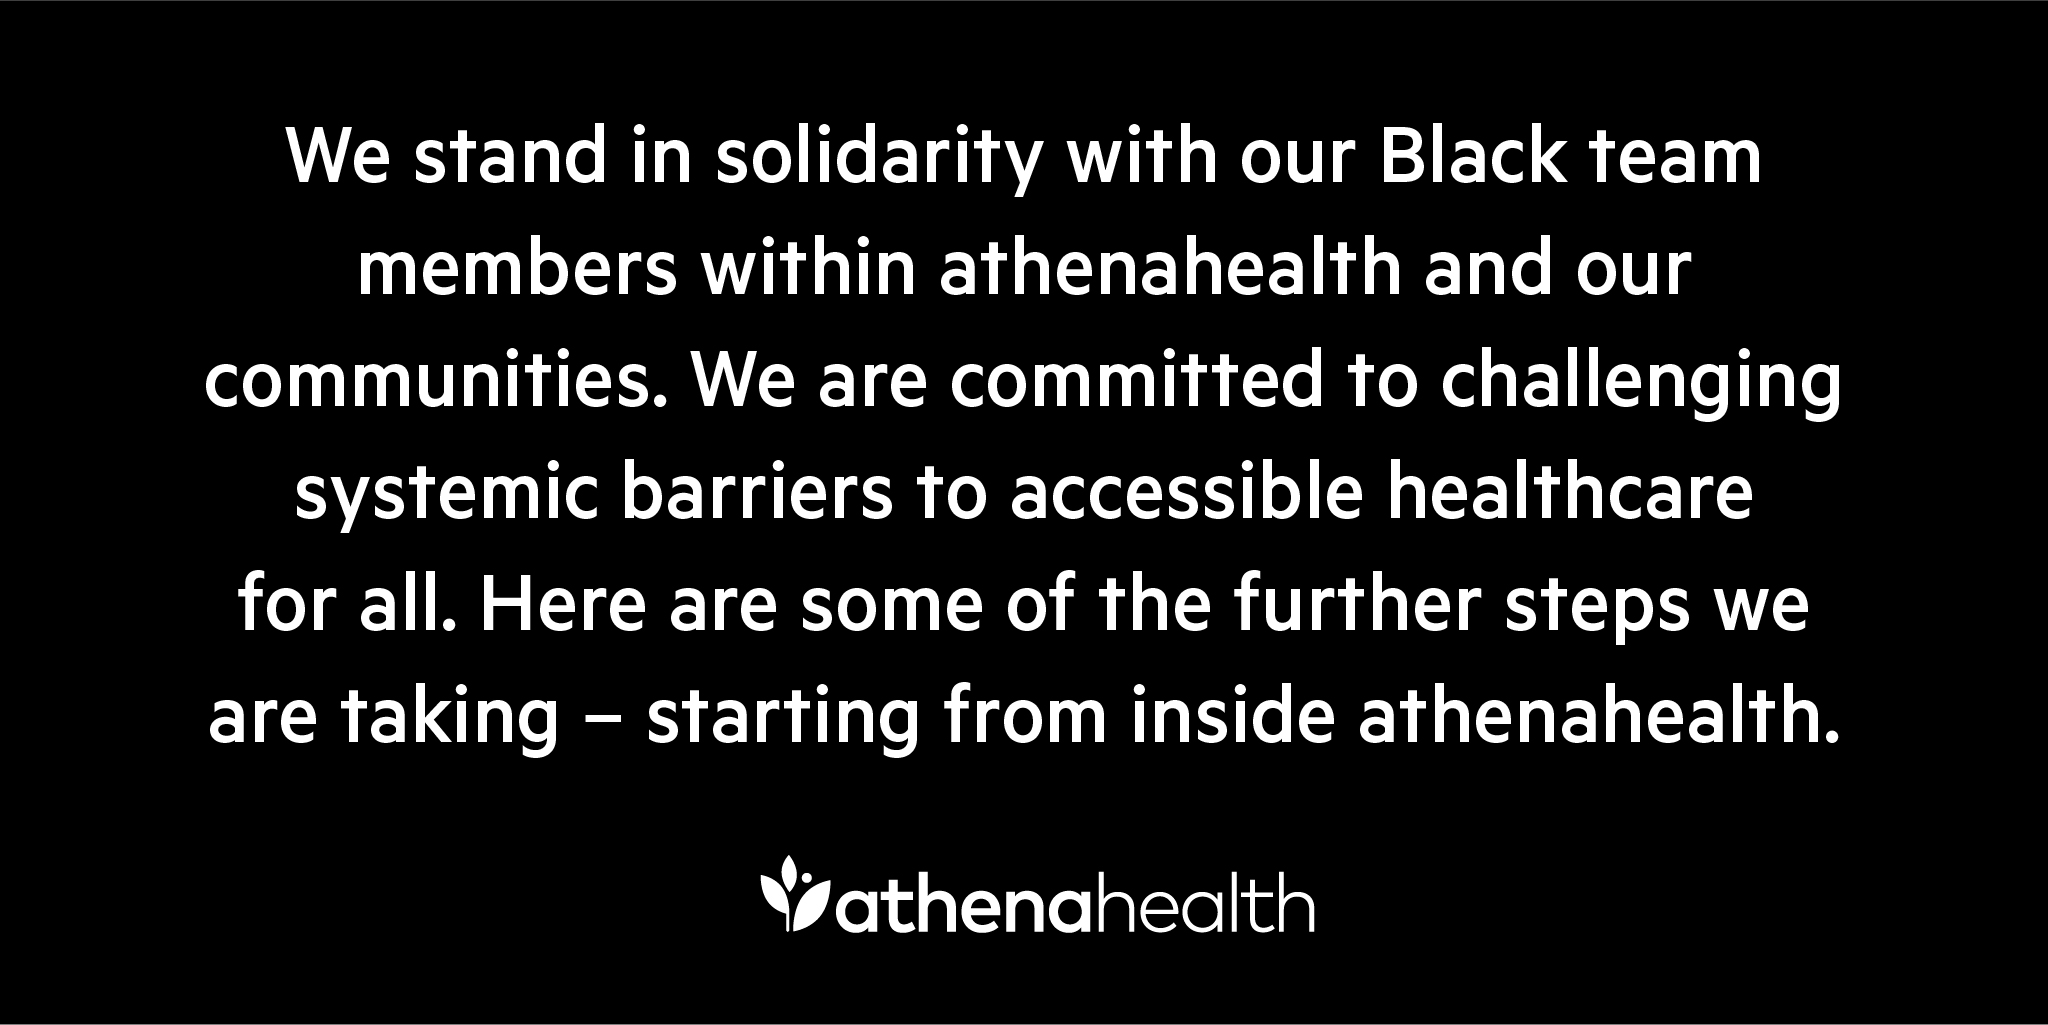 We stand in solidarity with our Black team
members within athenahealth and our
communities. We are committed to challenging
systemic barriers to accessible healthcare
for all. Here are some of the further steps we
are taking – starting from inside athenahealth.
athenahealth